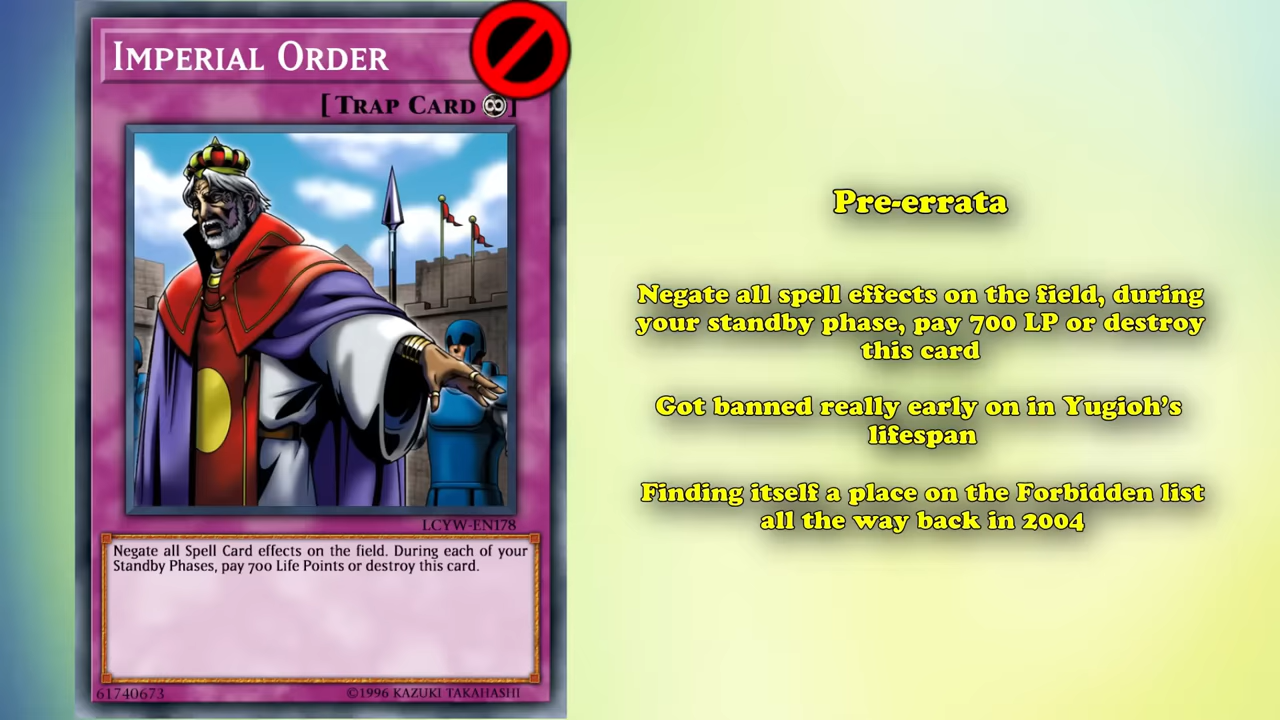 IMPERIAL ORDER
[TRAP CARD ♾]
LCYW-EN178
Negate all Spell Card effects on the field. During each of your
Standby Phases, pay 700 Life Points or destroy this card.
61740673
©1996 KAZUKI TAKAHASHI
Pre-errata
Negate all spell effects on the field, during
your standby phase, pay 700 LP or destroy
this card
Got banned really early on in Yugioh's
lifespan
Finding itself a place on the Forbidden list
all the way back in 2004